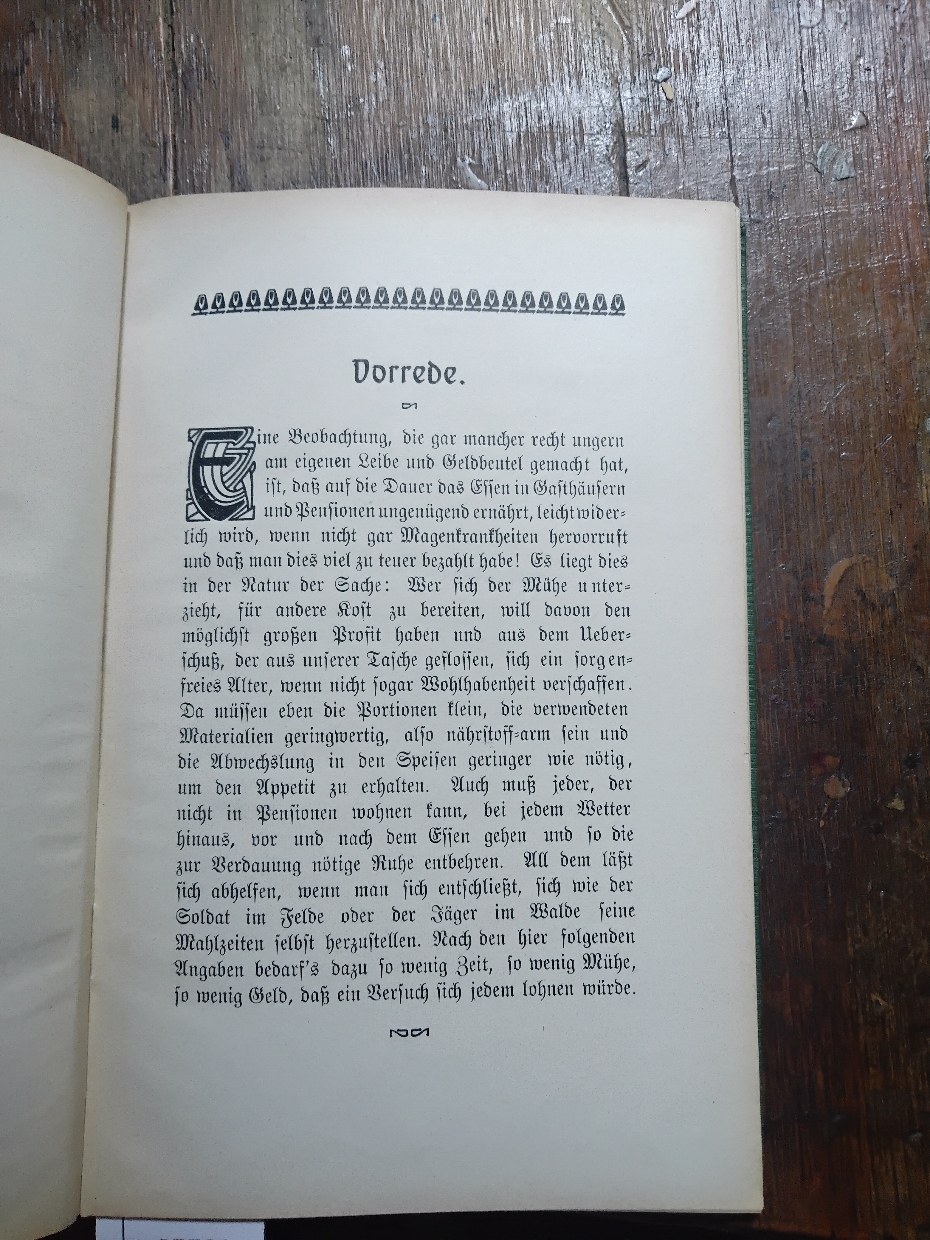 Vorrede.
Eine Beobachtung, die gar mancher recht ungern
am eigenen Leibe und Geldbeutel gemacht hat,
ist, daß auf die Dauer das Essen in Gasthäusern
und Pensionen ungenügend ernährt, leicht wider-
lich wird, wenn nicht gar Magenkrankheiten hervorruft
und daß man dies viel zu teuer bezahlt habe! Es liegt dies
in der Natur der Sache: Wer sich der Mühe unter-
zieht, für andere Kost zu bereiten, will davon den
möglichst großen Profit haben und aus dem Ueber-
schuß, der aus unserer Tasche geflossen, sich ein sorgen-
freies Alter, wenn nicht sogar Wohlhabenheit verschaffen.
Da müssen eben die Portionen klein, die verwendeten
Materialien geringwertig, also nährstoff-arm sein und
die Abwechslung in den Speisen geringer wie nötig,
um den Appetit zu erhalten. Auch muß jeder, der
nicht in Pensionen wohnen kann, bei jedem Wetter
hinaus, vor und nach dem Essen gehen und so die
zur Verdauung nötige Ruhe entbehren. All dem läßt
sich abhelfen, wenn man sich entschließt, sich wie der
Soldat im Felde oder der Jäger im Walde seine
Mahlzeiten selbst herzustellen. Nach den hier folgenden
Angaben bedarf's dazu so wenig Zeit, so wenig Mühe,
so wenig Geld, daß ein Versuch sich jedem lohnen würde.